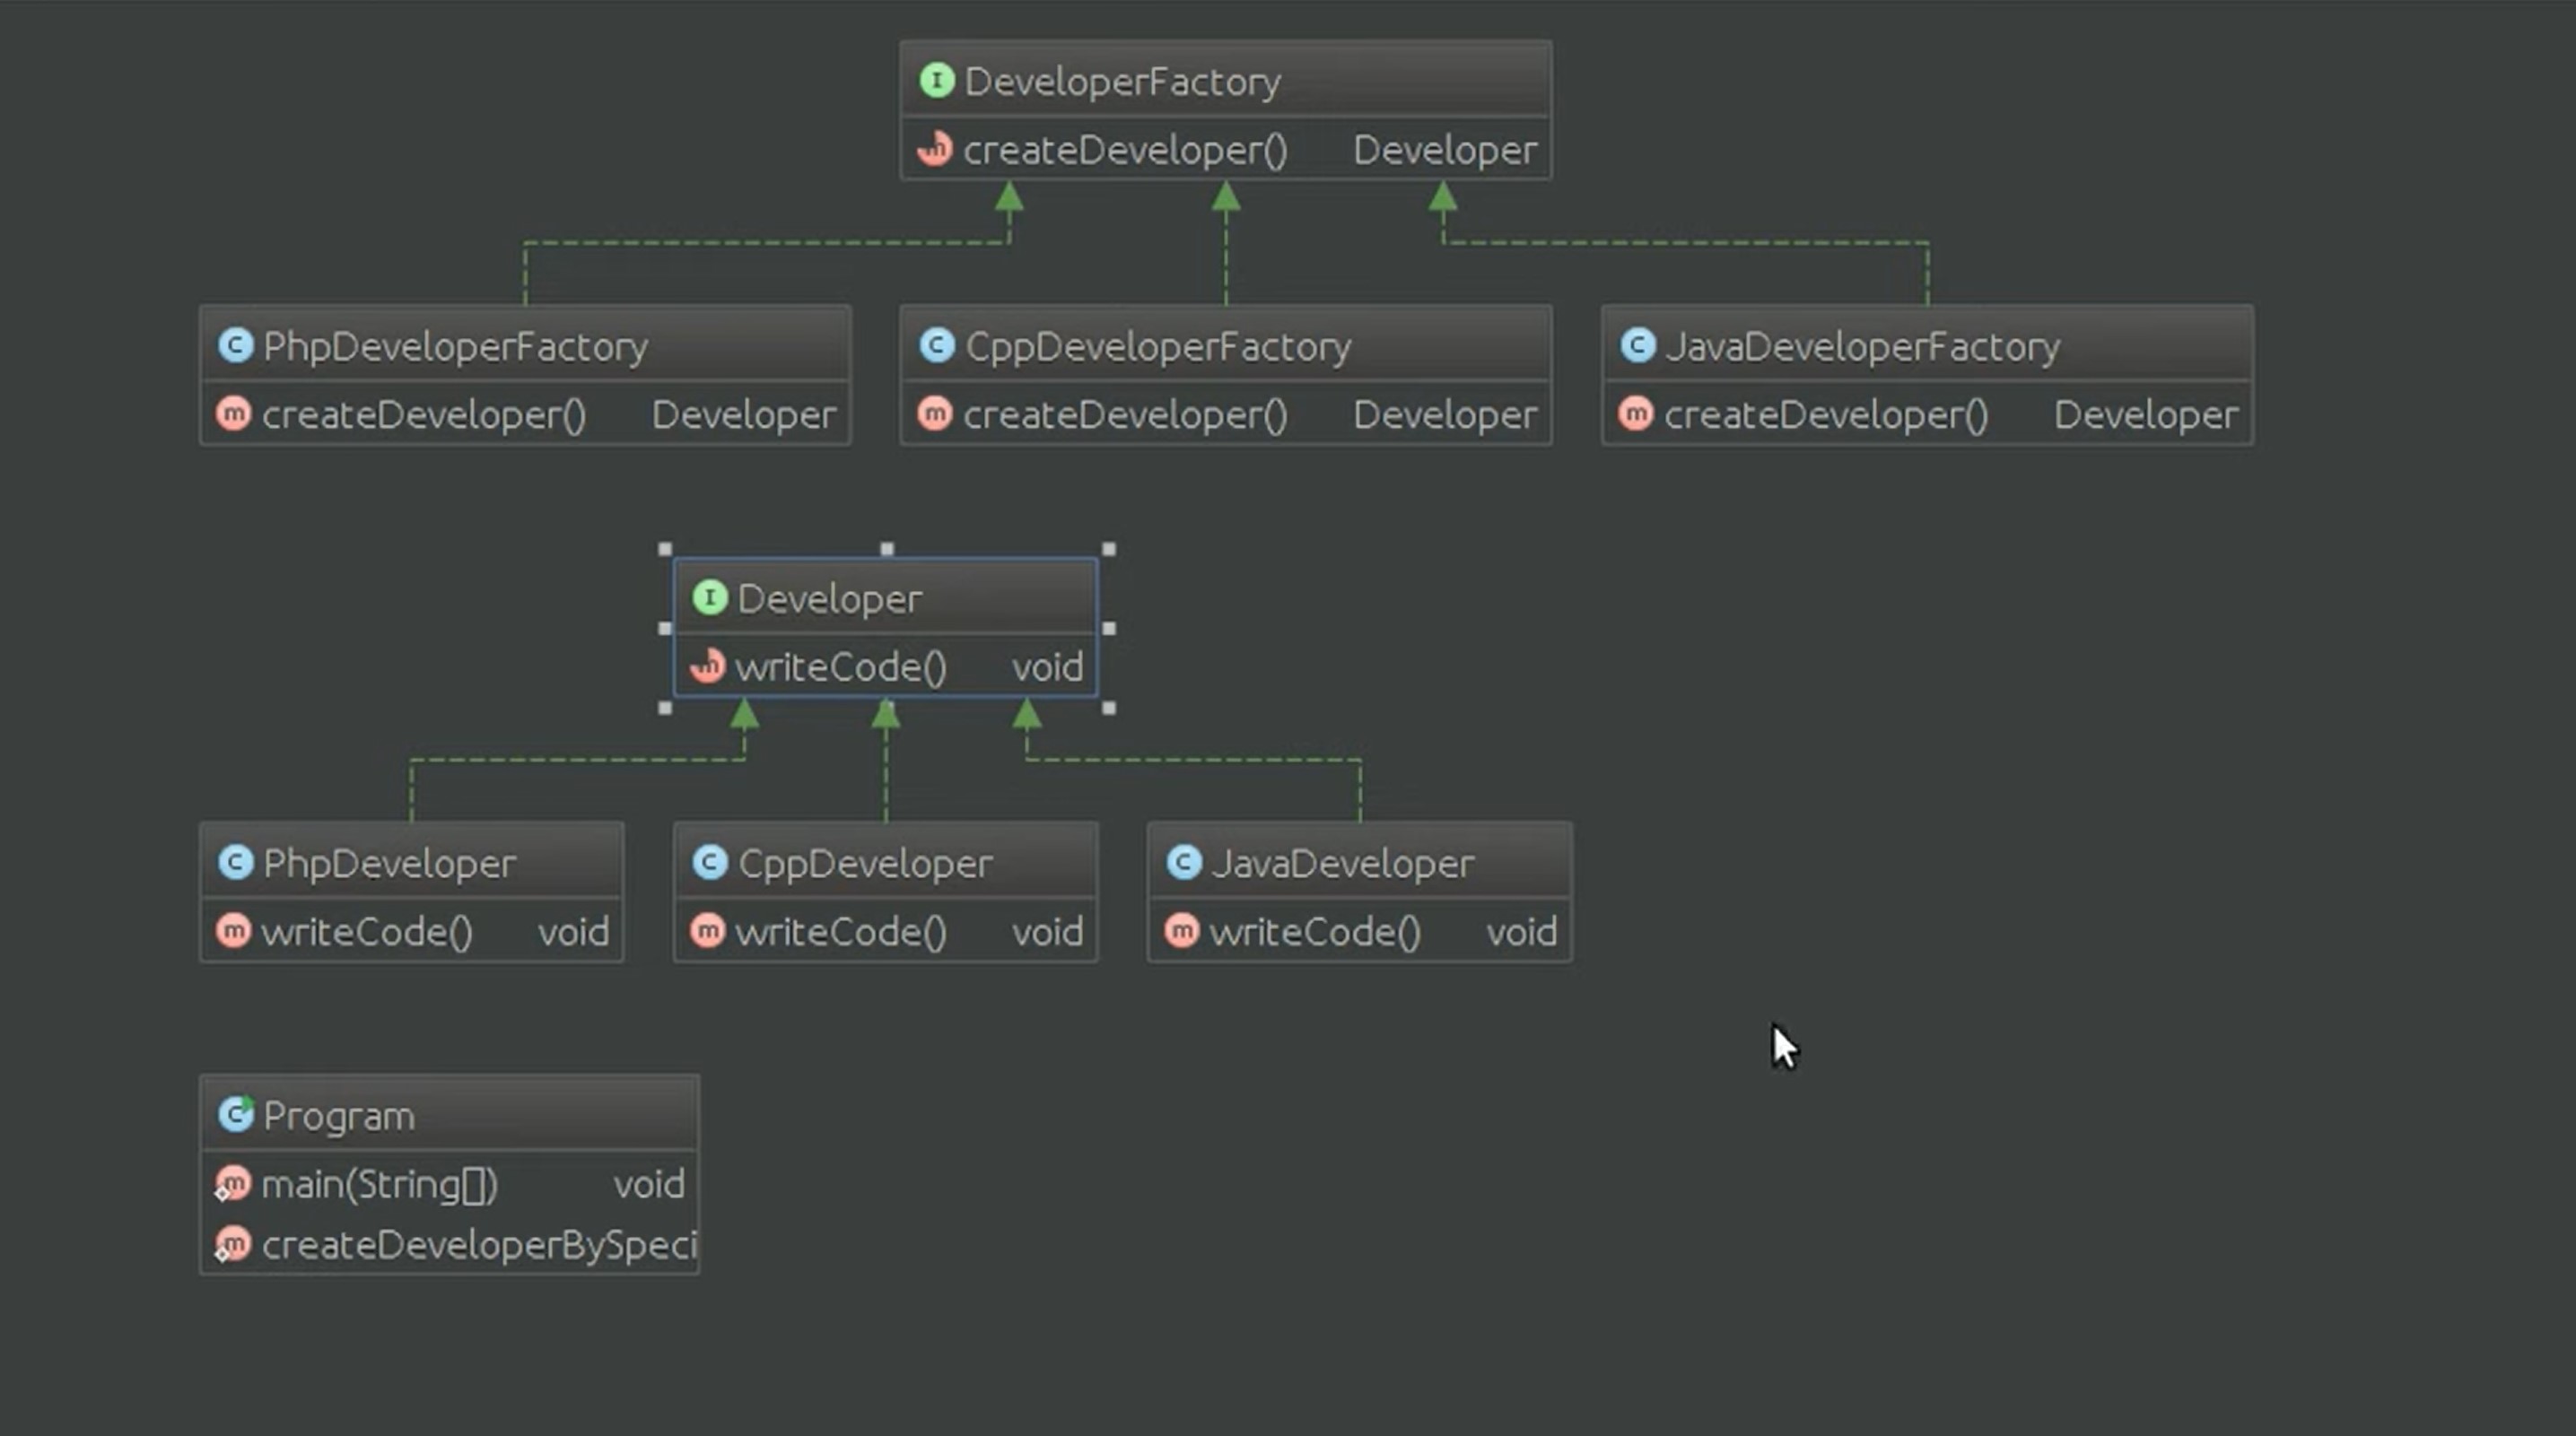 DeveloperFactory
createDeveloper() Developer
PhpDeveloperFactory
createDeveloper() Developer
CppDeveloperFactory
createDeveloper() Developer
JavaDeveloperFactory
createDeveloper() Developer
Developer
writeCode() void
PhpDeveloper
writeCode() void
CppDeveloper
writeCode() void
JavaDeveloper
writeCode() void
Program
main(String[]) void
createDeveloperBySpeci